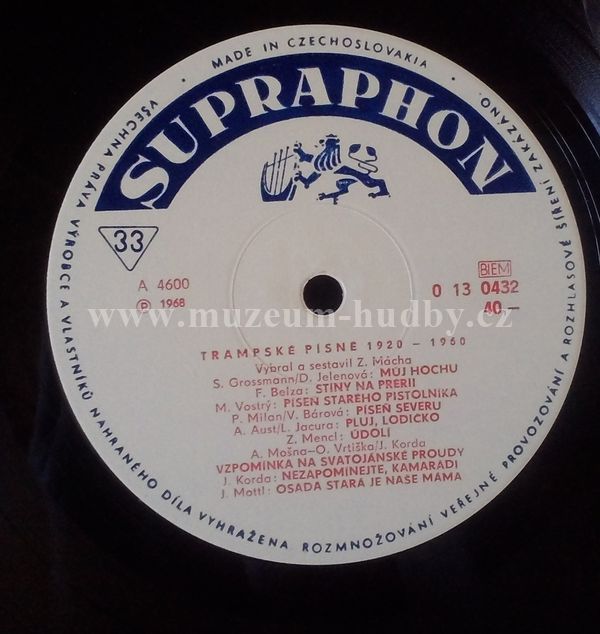 • MADE IN CZECHOSLOVAKIA •
SUPRAPHON
33
A 4600
Ⓟ 1968
BIEM
0 13 0432
40.–
www.muzeum-hudby.cz
TRAMPSKÉ PÍSNĚ 1920 – 1960
Vybral a sestavil Z. Mácha
S. Grossmann/D. Jelenová: MŮJ HOCHU
F. Belza: STÍNY NA PRÉRII
M. Vostrý: PÍSEŇ STARÉHO PISTOLNÍKA
P. Milan/V. Bárová: PÍSEŇ SEVERU
A. Aust/L. Jacura: PLUJ, LODIČKO
Z. Mencl: ÚDOLÍ
A. Mošna–O. Vrtiška/J. Korda:
VZPOMÍNKA NA SVATOJÁNSKÉ PROUDY
J. Korda: NEZAPOMÍNEJTE, KAMARÁDI
J. Mottl: OSADA STARÁ JE NAŠE MÁMA
VŠECHNA PRÁVA VÝROBCE A VLASTNÍKŮ NAHRANÉHO DÍLA VYHRAŽENA ROZMNOŽOVÁNÍ VEŘEJNÉ PROVOZOVÁNÍ A ROZHLASOVÉ ŠÍŘENÍ ZAKÁZÁNO